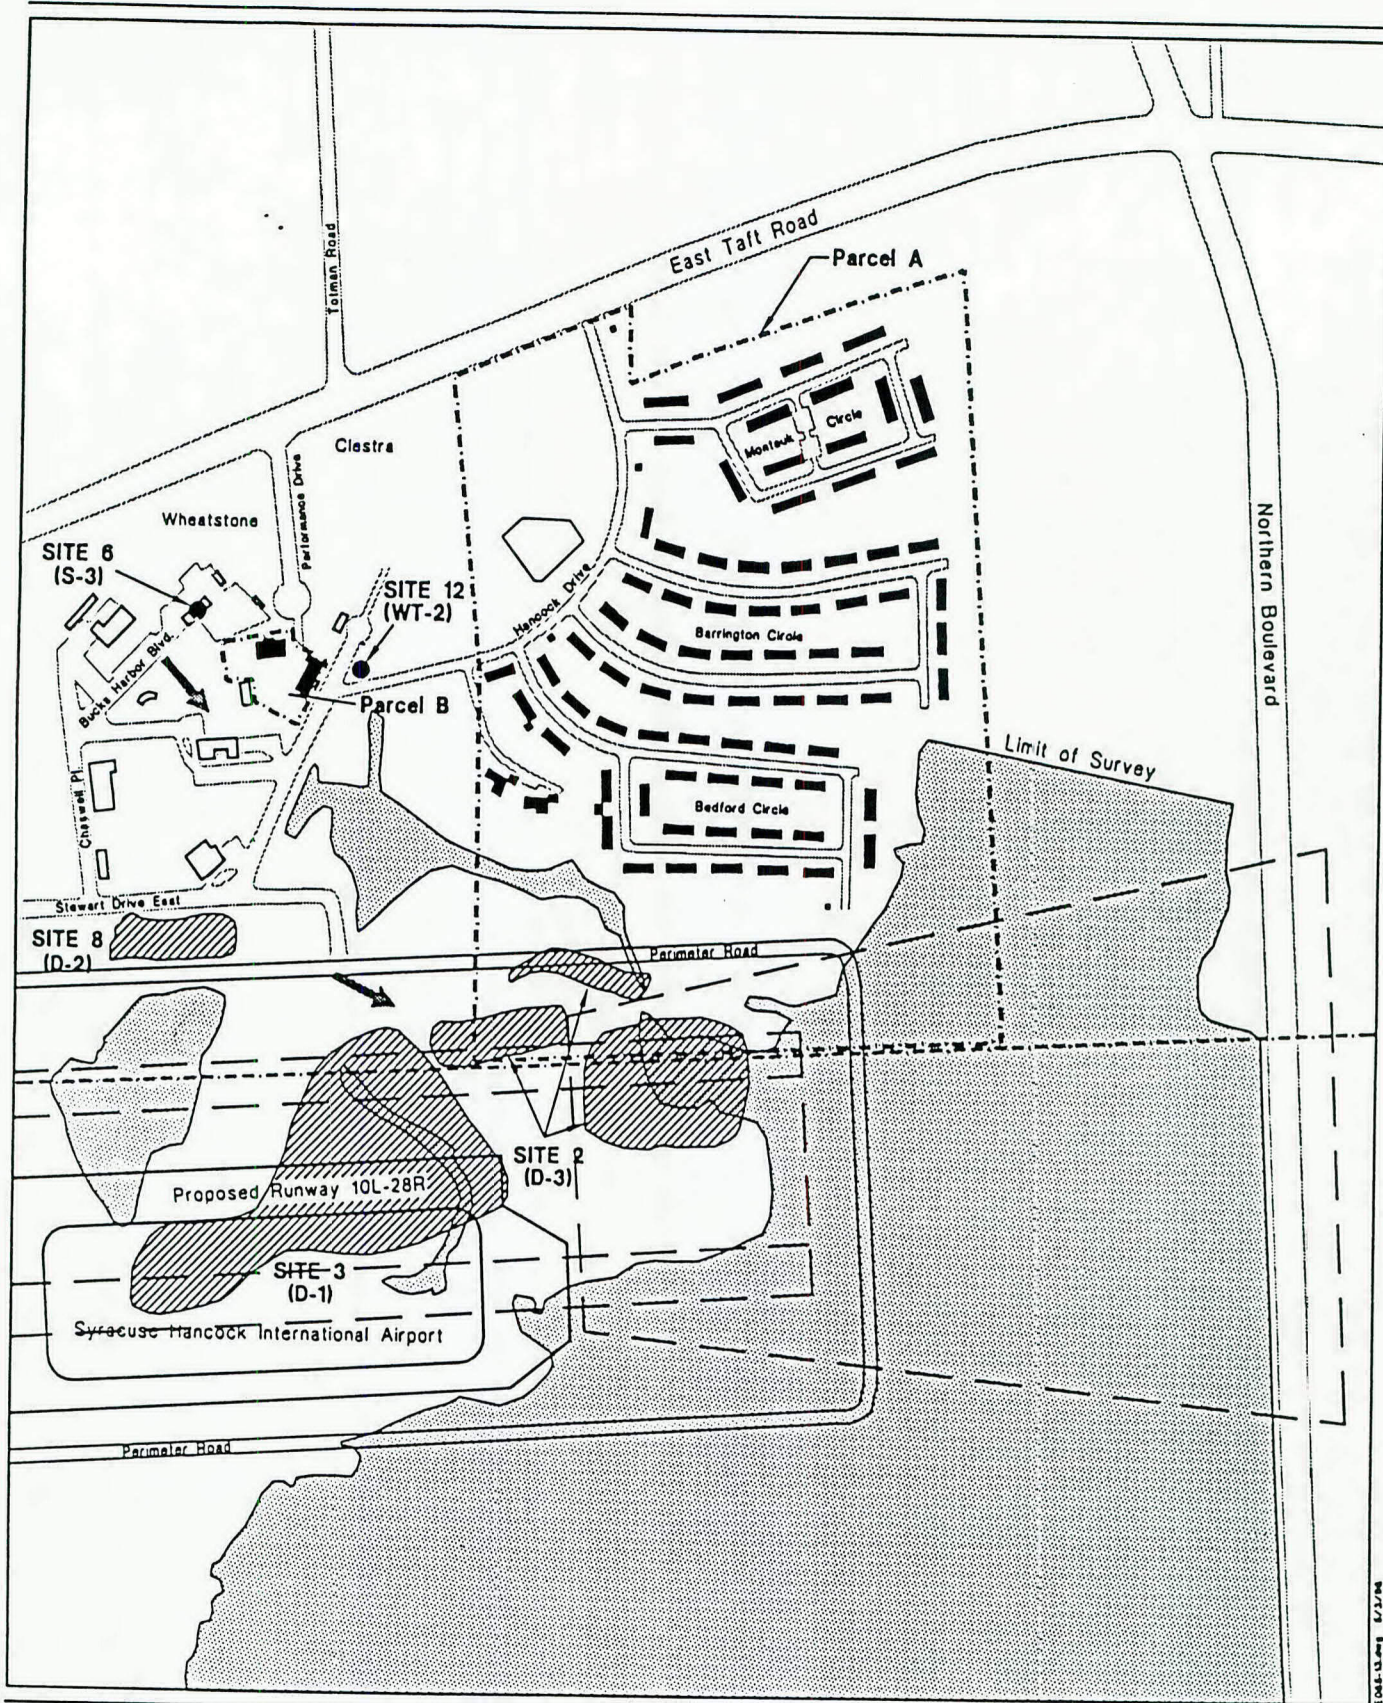 East Taft Road
Parcel A
Tolman Road
Montauk
Circle
Clestra
Performance Drive
Wheatstone
SITE 6
(S-3)
SITE 12
(WT-2)
Hancock Drive
Northern Boulevard
Barrington Circle
Bucks Harbor Blvd.
Parcel B
Limit of Survey
Chaswell Pl.
Bedford Circle
Stewart Drive East
SITE 8
(D-2)
Perimeter Road
SITE 2
(D-3)
Proposed Runway 10L-28R
SITE 3
(D-1)
Syracuse Hancock International Airport
Perimeter Road